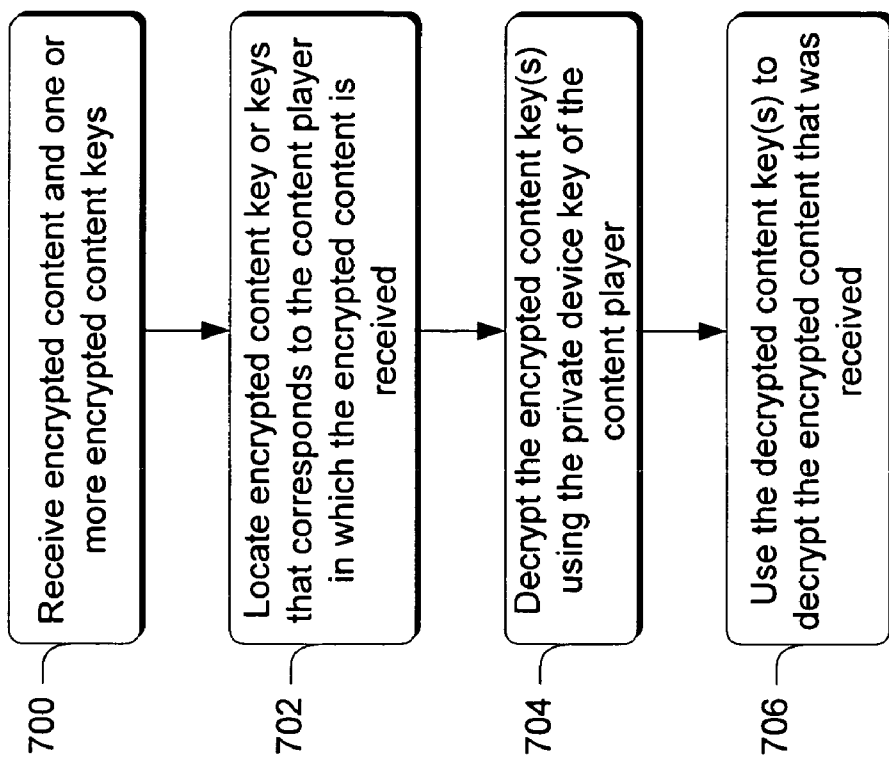 700
Receive encrypted content and one or
more encrypted content keys
702
Locate encrypted content key or keys
that corresponds to the content player
in which the encrypted content is
received
704
Decrypt the encrypted content key(s)
using the private device key of the
content player
706
Use the decrypted content key(s) to
decrypt the encrypted content that was
received